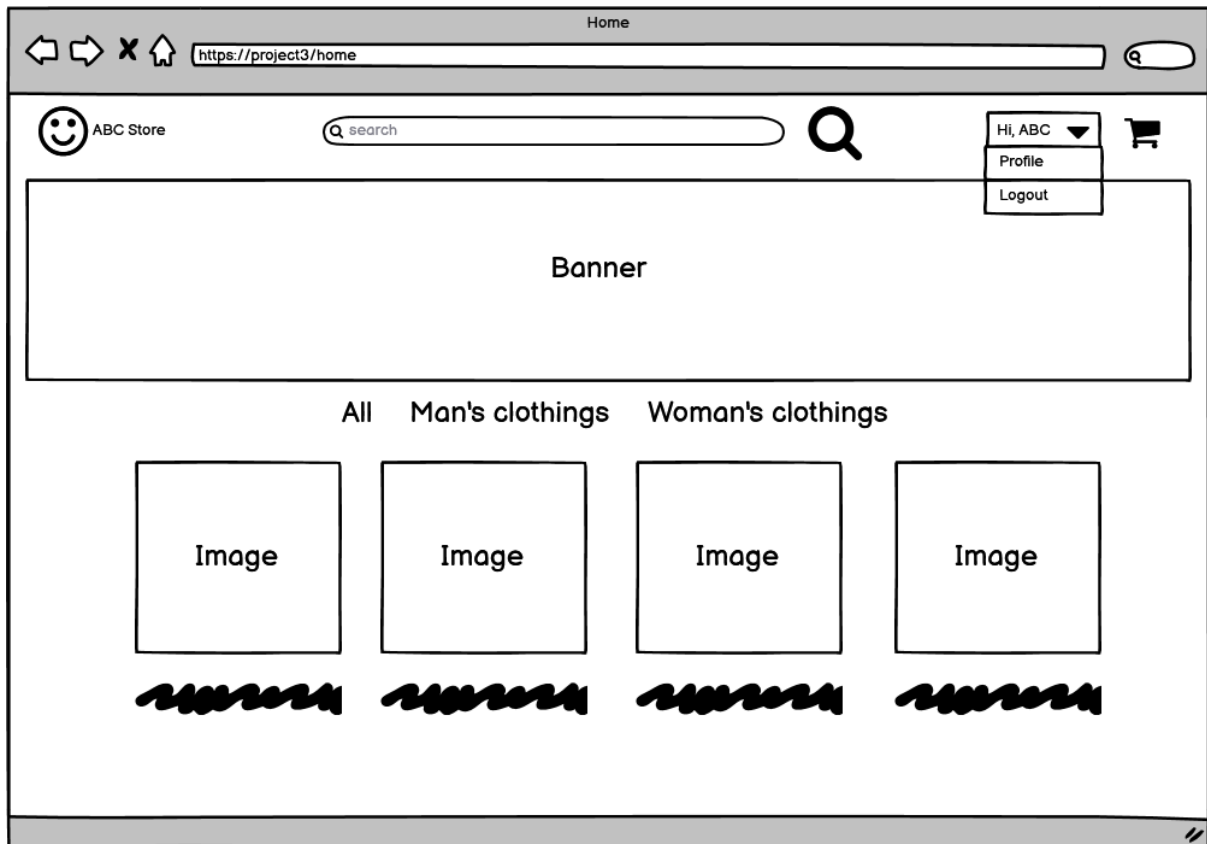 Home
https://project3/home
ABC Store
search
Hi, ABC
Profile
Logout
Banner
All Man's clothings Woman's clothings
Image Image Image Image